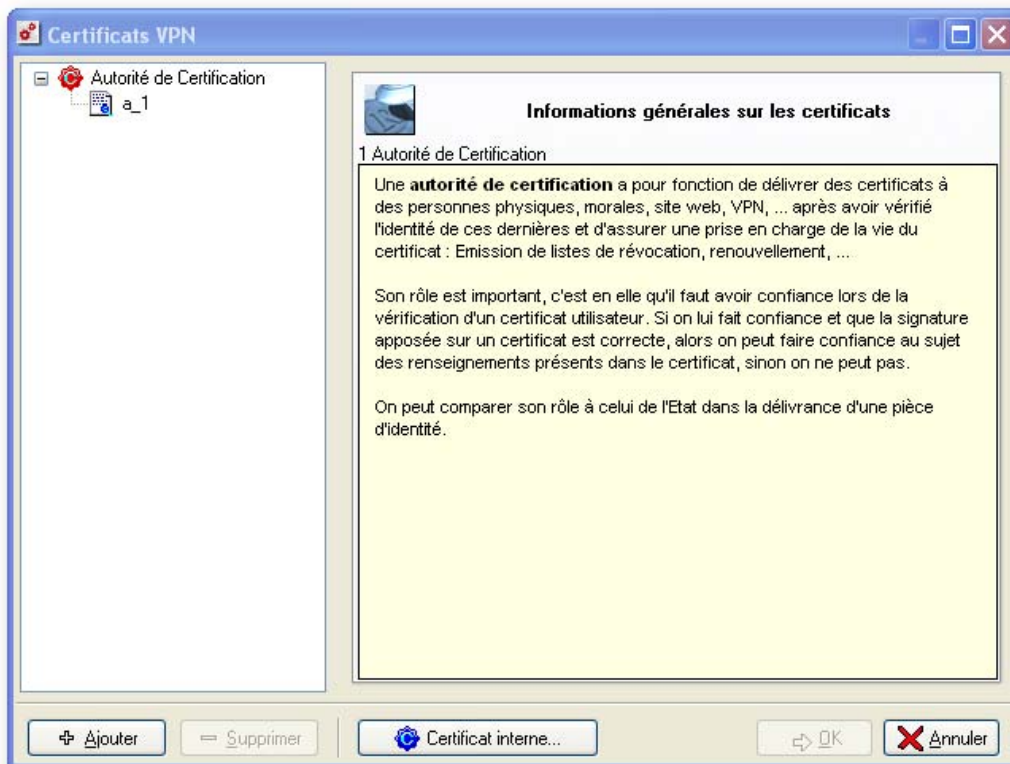 Certificats VPN
Autorité de Certification
a_1
Informations générales sur les certificats
1 Autorité de Certification
Une autorité de certification a pour fonction de délivrer des certificats à
des personnes physiques, morales, site web, VPN, ... après avoir vérifié
l'identité de ces dernières et d'assurer une prise en charge de la vie du
certificat : Emission de listes de révocation, renouvellement, ...
Son rôle est important, c'est en elle qu'il faut avoir confiance lors de la
vérification d'un certificat utilisateur. Si on lui fait confiance et que la signature
apposée sur un certificat est correcte, alors on peut faire confiance au sujet
des renseignements présents dans le certificat, sinon on ne peut pas.
On peut comparer son rôle à celui de l'Etat dans la délivrance d'une pièce
d'identité.
Ajouter
Supprimer
Certificat interne...
OK
Annuler